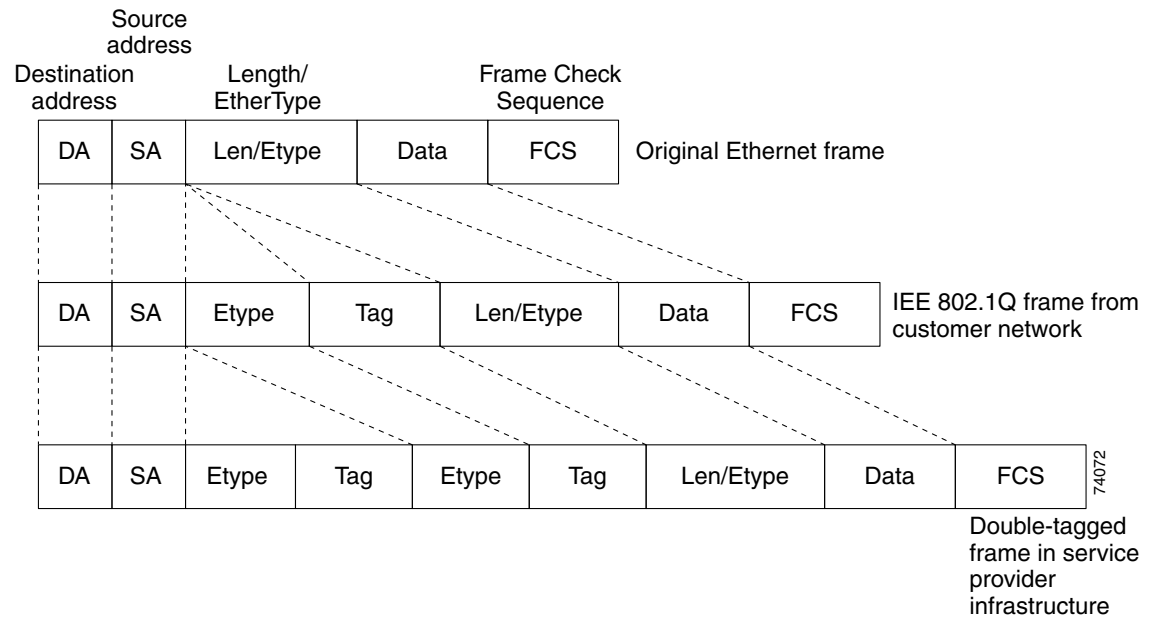 Source
address
Destination
address
Length/
EtherType
Frame Check
Sequence
DA SA Len/Etype Data FCS Original Ethernet frame
DA SA Etype Tag Len/Etype Data FCS IEE 802.1Q frame from
customer network
DA SA Etype Tag Etype Tag Len/Etype Data FCS 74072
Double-tagged
frame in service
provider
infrastructure